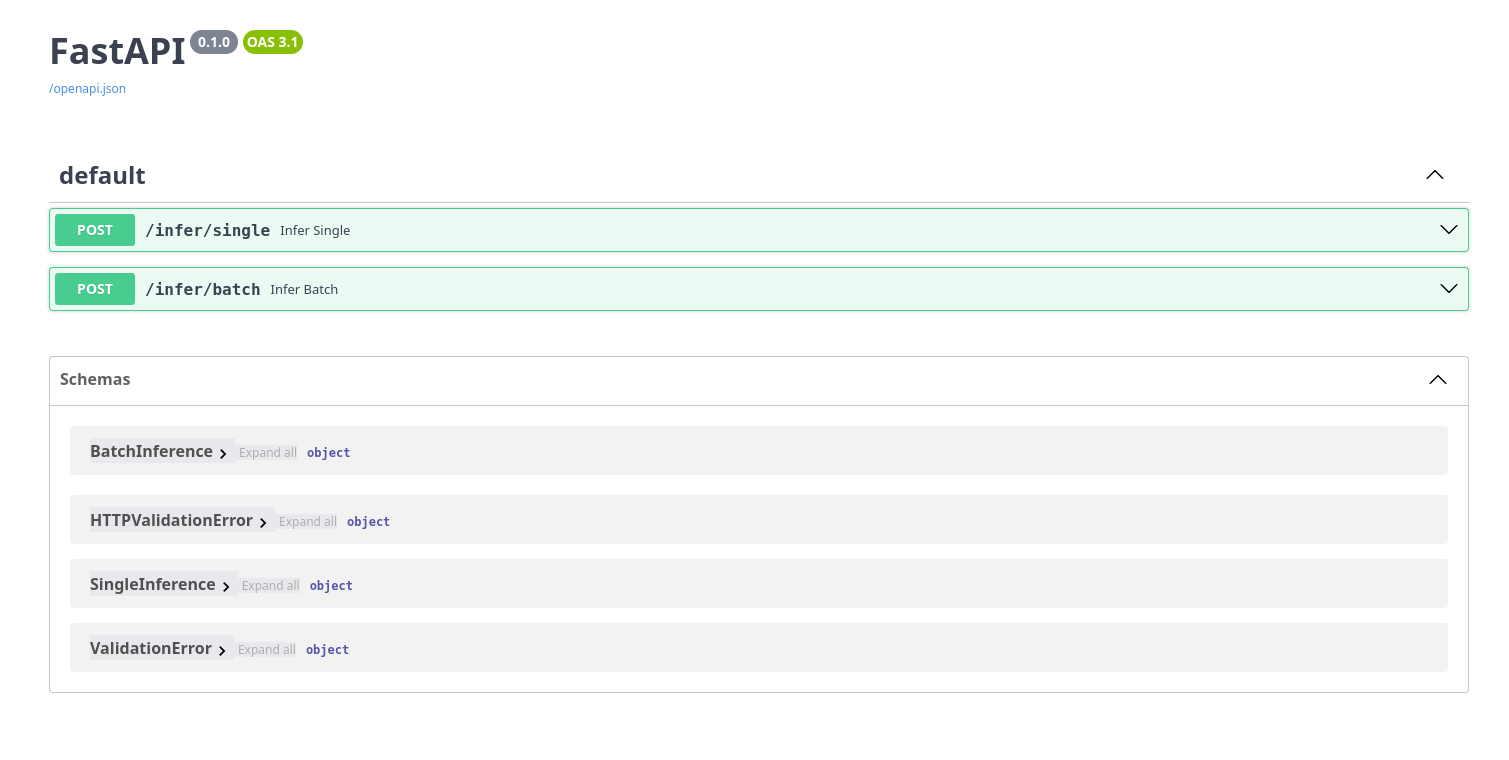 FastAPI 0.1.0 OAS 3.1
/openapi.json
default
POST /infer/single Infer Single
POST /infer/batch Infer Batch
Schemas
BatchInference Expand all object
HTTPValidationError Expand all object
SingleInference Expand all object
ValidationError Expand all object